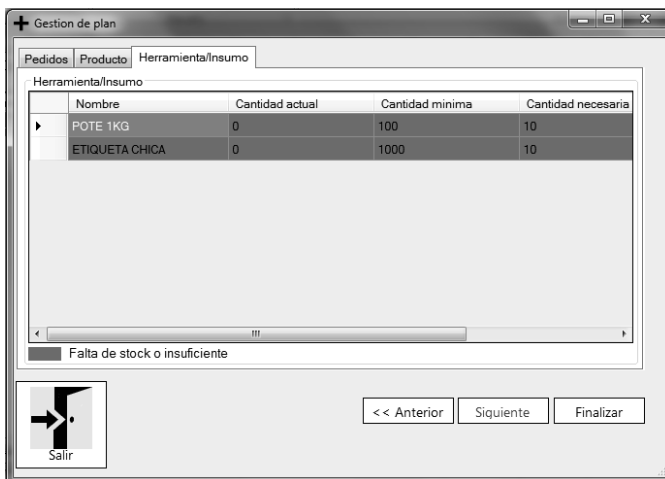 Gestion de plan
Pedidos Producto Herramienta/Insumo
Herramienta/Insumo
Nombre Cantidad actual Cantidad minima Cantidad necesaria
POTE 1KG 0 100 10
ETIQUETA CHICA 0 1000 10
Falta de stock o insuficiente
<< Anterior Siquiente Finalizar
Salir